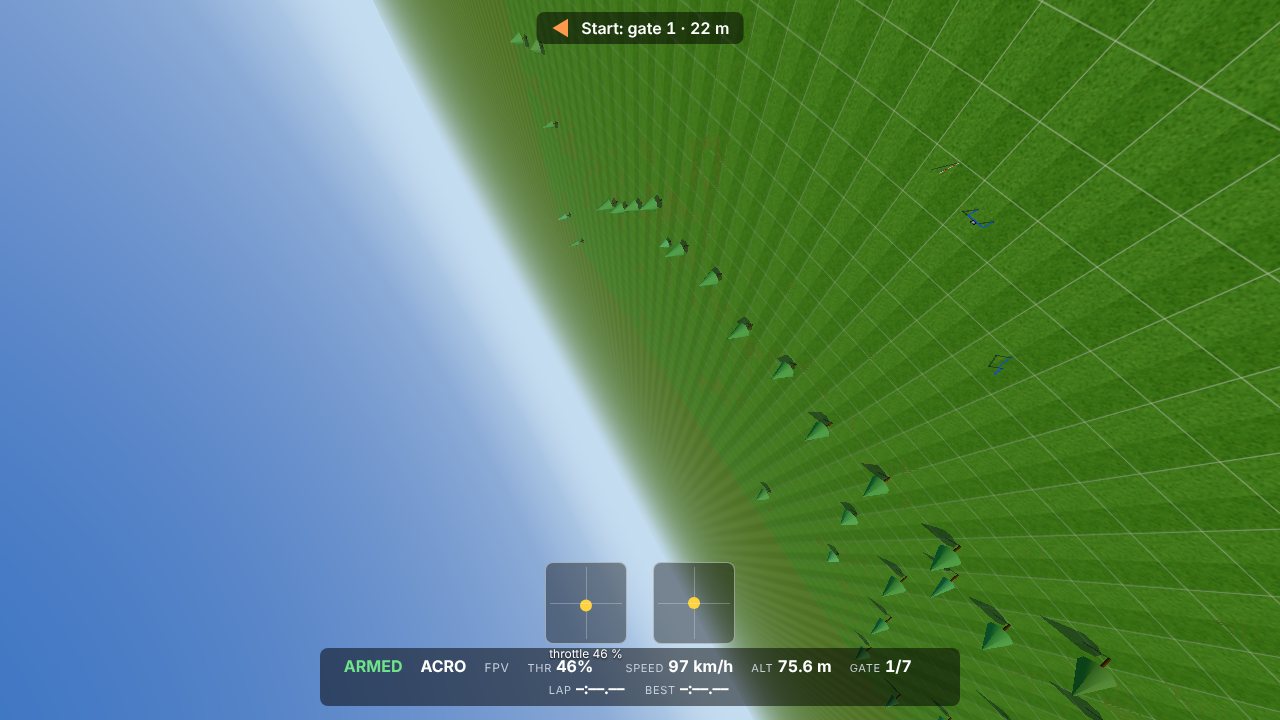 Start: gate 1 · 22 m
throttle 46 %
ARMED ACRO FPV THR 46% SPEED 97 km/h ALT 75.6 m GATE 1/7
LAP –:––.–– BEST –:––.––